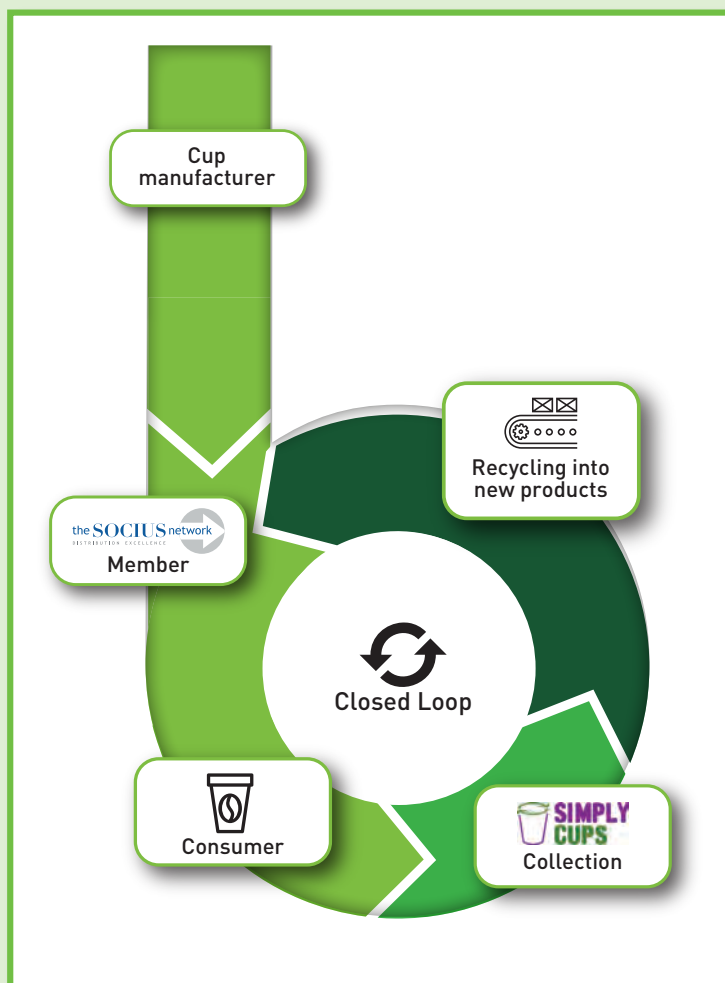 Cup
manufacturer
Recycling into
new products
the SOCIUS network
DISTRIBUTION EXCELLENCE
Member
Closed Loop
Consumer
SIMPLY
CUPS
Collection